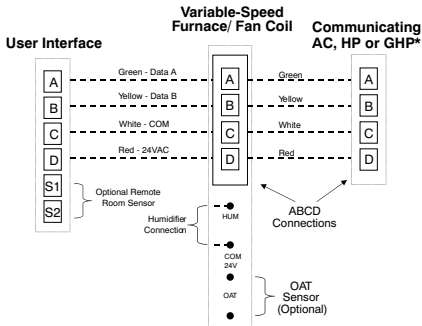 Variable-Speed
Furnace/ Fan Coil
User Interface
Communicating
AC, HP or GHP*
A
Green - Data A
A
Green
A
B
Yellow - Data B
B
Yellow
B
C
White - COM
C
White
C
D
Red - 24VAC
D
Red
D
S1
S2
Optional Remote
Room Sensor
Humidifier
Connection
HUM
COM
24V
ABCD
Connections
OAT
OAT
Sensor
(Optional)